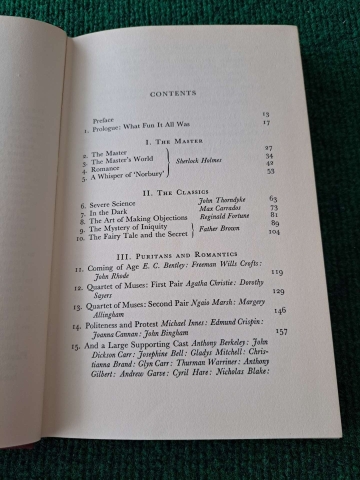 CONTENTS
Preface 13
1. Prologue: What Fun It All Was 17
I. The Master
2. The Master 27
3. The Master's World 34
4. Romance 42
5. A Whisper of 'Norbury' 53
Sherlock Holmes
II. The Classics
6. Severe Science John Thorndyke 63
7. In the Dark Max Carrados 73
8. The Art of Making Objections Reginald Fortune 81
9. The Mystery of Iniquity 89
10. The Fairy Tale and the Secret 104
Father Brown
III. Puritans and Romantics
11. Coming of Age E. C. Bentley: Freeman Wills Crofts:
John Rhode 119
12. Quartet of Muses: First Pair Agatha Christie: Dorothy
Sayers 129
13. Quartet of Muses: Second Pair Ngaio Marsh: Margery
Allingham 146
14. Politeness and Protest Michael Innes: Edmund Crispin:
Joanna Cannan: John Bingham 157
15. And a Large Supporting Cast Anthony Berkeley: John
Dickson Carr: Josephine Bell: Gladys Mitchell: Chris-
tianna Brand: Glyn Carr: Thurman Warriner: Anthony
Gilbert: Andrew Garve: Cyril Hare: Nicholas Blake: